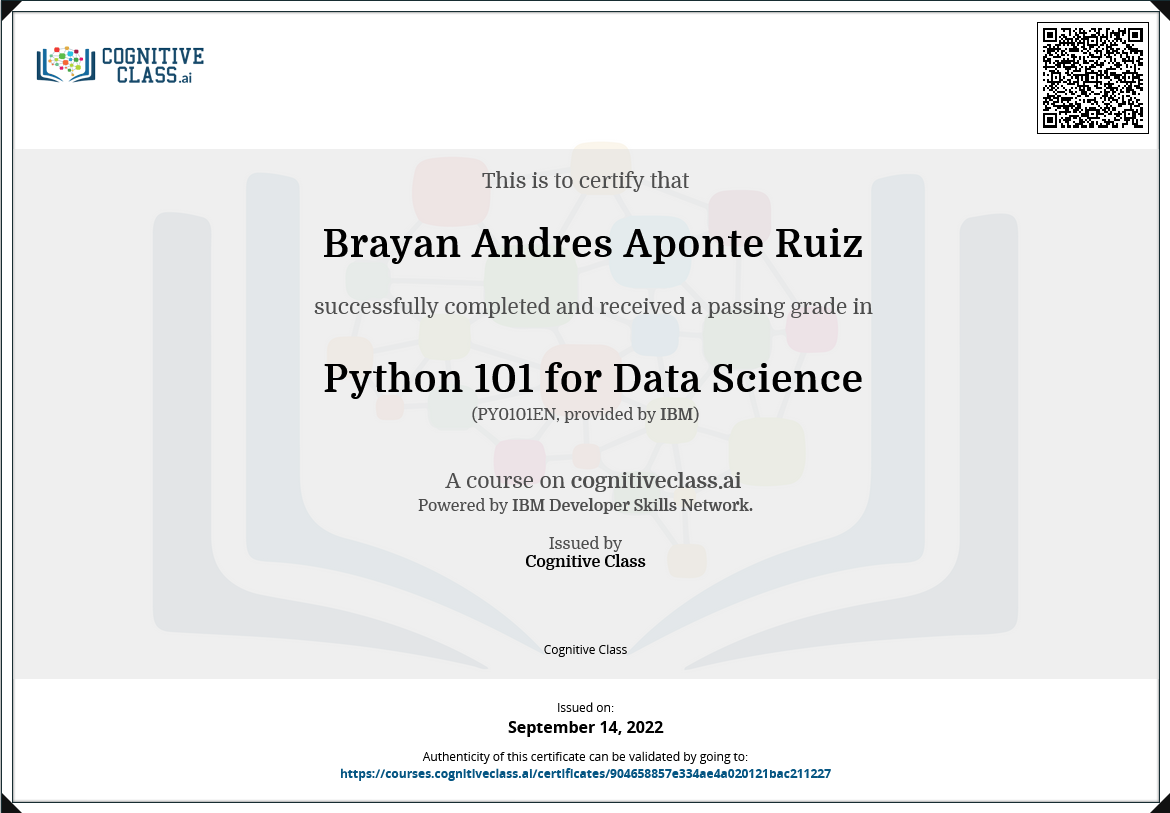 COGNITIVE
CLASS.ai
This is to certify that
Brayan Andres Aponte Ruiz
successfully completed and received a passing grade in
Python 101 for Data Science
(PY0101EN, provided by IBM)
A course on cognitiveclass.ai
Powered by IBM Developer Skills Network.
Issued by
Cognitive Class
Cognitive Class
Issued on:
September 14, 2022
Authenticity of this certificate can be validated by going to:
https://courses.cognitiveclass.ai/certificates/904658857e334ae4a020121bac211227